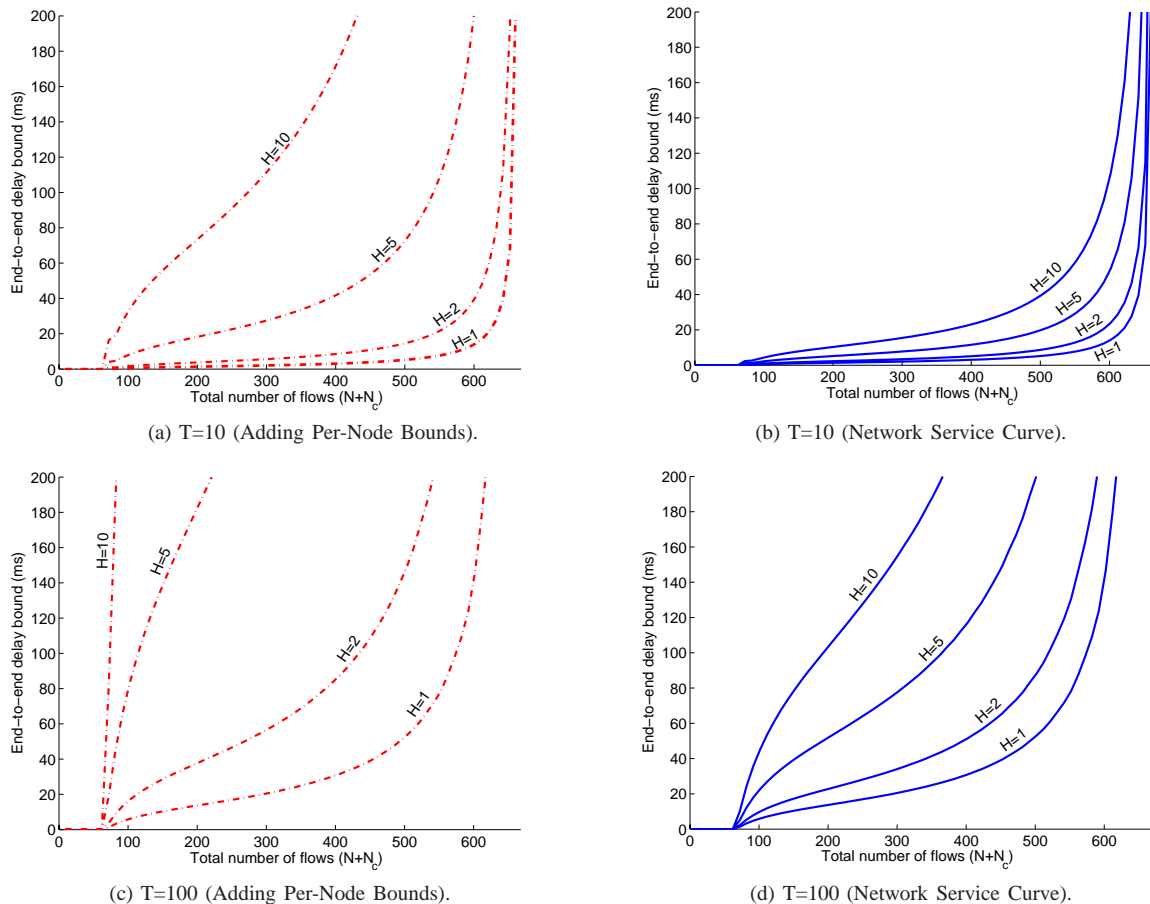 200
180
160
140
120
100
80
60
40
20
0
End−to−end delay bound (ms)
H=10
H=5
H=2
H=1
0 100 200 300 400 500 600
Total number of flows (N+Nc)
(a) T=10 (Adding Per-Node Bounds).
200
180
160
140
120
100
80
60
40
20
0
End−to−end delay bound (ms)
H=10
H=5
H=2
H=1
0 100 200 300 400 500 600
Total number of flows (N+Nc)
(b) T=10 (Network Service Curve).
200
180
160
140
120
100
80
60
40
20
0
End−to−end delay bound (ms)
H=10
H=5
H=2
H=1
0 100 200 300 400 500 600
Total number of flows (N+Nc)
(c) T=100 (Adding Per-Node Bounds).
200
180
160
140
120
100
80
60
40
20
0
End−to−end delay bound (ms)
H=10
H=5
H=2
H=1
0 100 200 300 400 500 600
Total number of flows (N+Nc)
(d) T=100 (Network Service Curve).